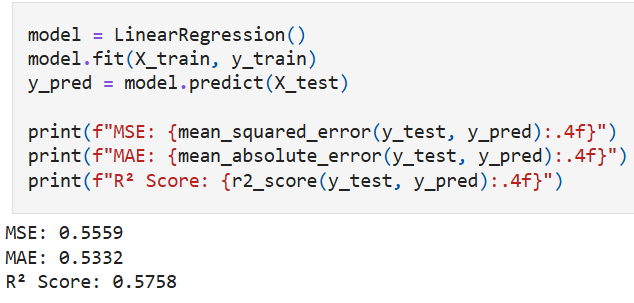 model = LinearRegression()
model.fit(X_train, y_train)
y_pred = model.predict(X_test)
print(f"MSE: {mean_squared_error(y_test, y_pred):.4f}")
print(f"MAE: {mean_absolute_error(y_test, y_pred):.4f}")
print(f"R² Score: {r2_score(y_test, y_pred):.4f}")
MSE: 0.5559
MAE: 0.5332
R² Score: 0.5758